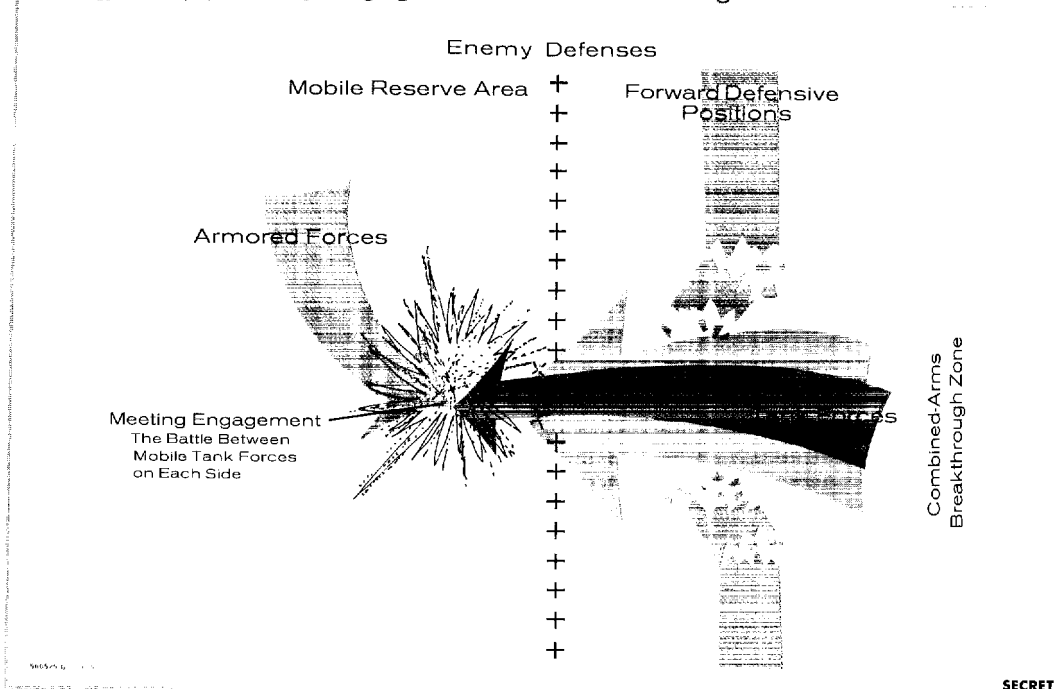 Enemy Defenses
Mobile Reserve Area
Forward Defensive
Positions
Armored Forces
Meeting Engagement
The Battle Between
Mobile Tank Forces
on Each Side
Forces
Combined-Arms
Breakthrough Zone
SECRET